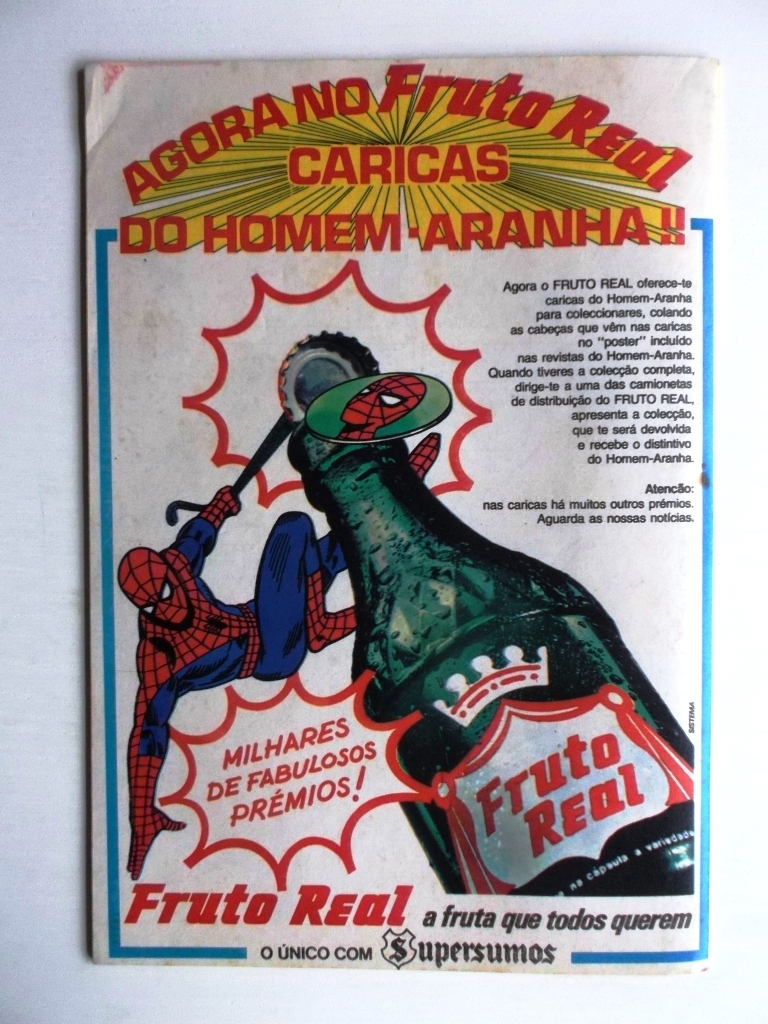 AGORA NO Fruto Real
CARICAS
DO HOMEM-ARANHA!!
Agora o FRUTO REAL oferece-te
caricas do Homem-Aranha
para coleccionares, colando
as cabeças que vêm nas caricas
no "poster" incluído
nas revistas do Homem-Aranha.
Quando tiveres a colecção completa,
dirige-te a uma das camionetas
de distribuição do FRUTO REAL,
apresenta a colecção,
que te será devolvida
e recebe o distintivo
do Homem-Aranha.
Atencão:
nas caricas há muitos outros prémios.
Aguarda as nossas notícias.
SISTEMA
MILHARES
DE FABULOSOS
PRÉMIOS!
Fruto
Real
na cápsula a variedade
Fruto Real a fruta que todos querem
O ÚNICO COM Supersumos